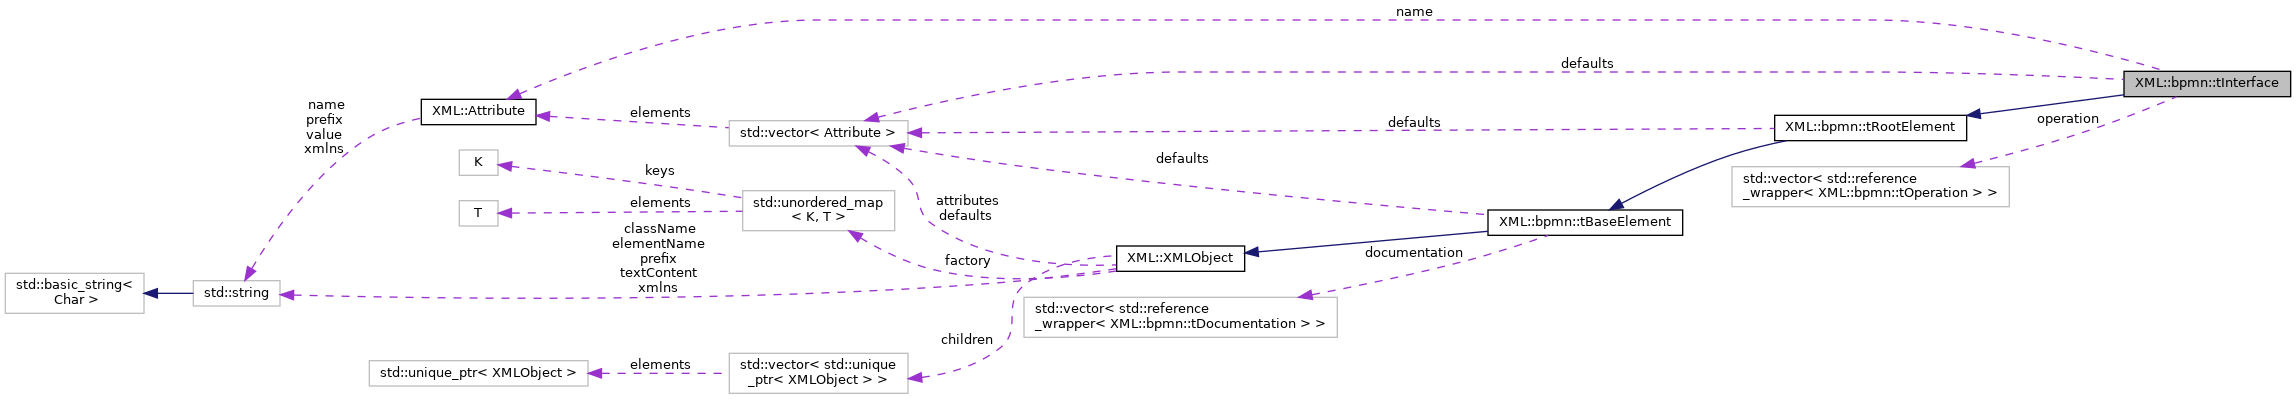 name
defaults
XML::bpmn::tInterface
name
prefix
value
xmlns
XML::Attribute
elements
std::vector< Attribute >
defaults
XML::bpmn::tRootElement
operation
K
keys
defaults
std::vector< std::reference
_wrapper< XML::bpmn::tOperation > >
T
elements
std::unordered_map
< K, T >
attributes
defaults
XML::bpmn::tBaseElement
className
elementName
prefix
textContent
xmlns
factory
XML::XMLObject
documentation
std::basic_string<
Char >
std::string
std::vector< std::reference
_wrapper< XML::bpmn::tDocumentation > >
children
std::unique_ptr< XMLObject >
elements
std::vector< std::unique
_ptr< XMLObject > >